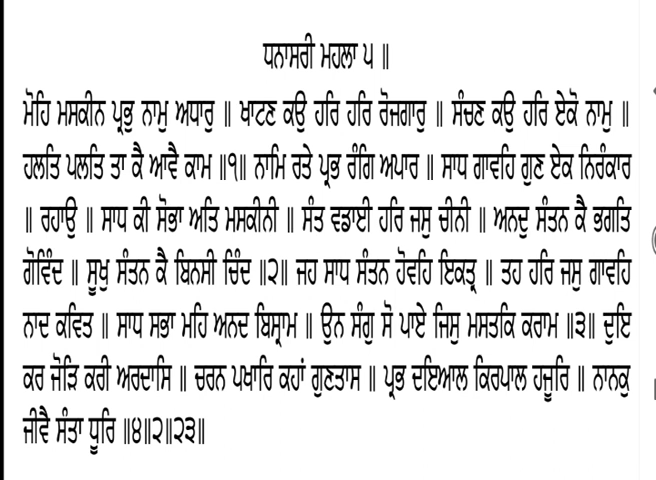 ਧਨਾਸਰੀ ਮਹਲਾ ੫ ॥
ਮੋਹਿ ਮਸਕੀਨ ਪ੍ਰਭੁ ਨਾਮੁ ਅਧਾਰੁ ॥ ਖਾਟਣ ਕਉ ਹਰਿ ਹਰਿ ਰੋਜਗਾਰੁ ॥ ਸੰਚਣ ਕਉ ਹਰਿ ਏਕੋ ਨਾਮੁ ॥
ਹਲਤਿ ਪਲਤਿ ਤਾ ਕੈ ਆਵੈ ਕਾਮ ॥੧॥ ਨਾਮਿ ਰਤੇ ਪ੍ਰਭ ਰੰਗਿ ਅਪਾਰ ॥ ਸਾਧ ਗਾਵਹਿ ਗੁਣ ਏਕ ਨਿਰੰਕਾਰ
॥ ਰਹਾਉ ॥ ਸਾਧ ਕੀ ਸੋਭਾ ਅਤਿ ਮਸਕੀਨੀ ॥ ਸੰਤ ਵਡਾਈ ਹਰਿ ਜਸੁ ਚੀਨੀ ॥ ਅਨਦੁ ਸੰਤਨ ਕੈ ਭਗਤਿ
ਗੋਵਿੰਦ ॥ ਸੂਖੁ ਸੰਤਨ ਕੈ ਬਿਨਸੀ ਚਿੰਦ ॥੨॥ ਜਹ ਸਾਧ ਸੰਤਨ ਹੋਵਹਿ ਇਕਤ੍ਰ ॥ ਤਹ ਹਰਿ ਜਸੁ ਗਾਵਹਿ
ਨਾਦ ਕਵਿਤ ॥ ਸਾਧ ਸਭਾ ਮਹਿ ਅਨਦ ਬਿਸ੍ਰਾਮ ॥ ਉਨ ਸੰਗੁ ਸੋ ਪਾਏ ਜਿਸੁ ਮਸਤਕਿ ਕਰਾਮ ॥੩॥ ਦੁਇ
ਕਰ ਜੋੜਿ ਕਰੀ ਅਰਦਾਸਿ ॥ ਚਰਨ ਪਖਾਰਿ ਕਹਾਂ ਗੁਣਤਾਸ ॥ ਪ੍ਰਭ ਦਇਆਲ ਕਿਰਪਾਲ ਹਜੂਰਿ ॥ ਨਾਨਕੁ
ਜੀਵੈ ਸੰਤਾ ਧੂਰਿ ॥੪॥੨॥੨੩॥